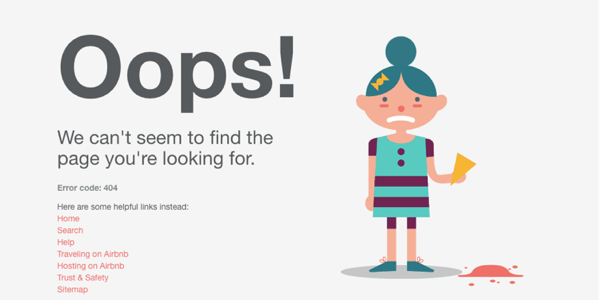 Oops!
We can't seem to find the
page you're looking for.
Error code: 404
Here are some helpful links instead:
Home
Search
Help
Traveling on Airbnb
Hosting on Airbnb
Trust & Safety
Sitemap